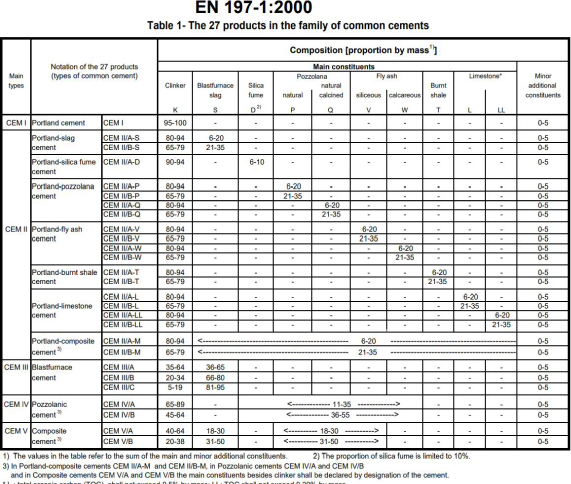 EN 197-1:2000
Table 1- The 27 products in the family of common cements
Main types
Notation of the 27 products (types of common cement)
Composition [proportion by mass1)]
Main constituents
Minor additional constituents
Clinker Blastfurnace slag Silica fume Pozzolana Fly ash Burnt shale Limestone*
natural natural calcined siliceous calcareous
K S D 2) P Q V W T L LL
CEM I Portland cement CEM I 95-100 - - - - - - - - - 0-5
CEM II Portland-slag cement CEM II/A-S 80-94 6-20 - - - - - - - - 0-5
CEM II/B-S 65-79 21-35 - - - - - - - - 0-5
Portland-silica fume cement CEM II/A-D 90-94 - 6-10 - - - - - - - 0-5
Portland-pozzolana cement CEM II/A-P 80-94 - - 6-20 - - - - - - 0-5
CEM II/B-P 65-79 - - 21-35 - - - - - - 0-5
CEM II/A-Q 80-94 - - - 6-20 - - - - - 0-5
CEM II/B-Q 65-79 - - - 21-35 - - - - - 0-5
Portland-fly ash cement CEM II/A-V 80-94 - - - - 6-20 - - - - 0-5
CEM II/B-V 65-79 - - - - 21-35 - - - - 0-5
CEM II/A-W 80-94 - - - - - 6-20 - - - 0-5
CEM II/B-W 65-79 - - - - - 21-35 - - - 0-5
Portland-burnt shale cement CEM II/A-T 80-94 - - - - - - 6-20 - - 0-5
CEM II/B-T 65-79 - - - - - - 21-35 - - 0-5
Portland-limestone cement CEM II/A-L 80-94 - - - - - - - 6-20 - 0-5
CEM II/B-L 65-79 - - - - - - - 21-35 - 0-5
CEM II/A-LL 80-94 - - - - - - - - 6-20 0-5
CEM II/B-LL 65-79 - - - - - - - - 21-35 0-5
Portland-composite cement 3) CEM II/A-M 80-94 <---------- 6-20 ----------> 0-5
CEM II/B-M 65-79 <---------- 21-35 ----------> 0-5
CEM III Blastfurnace cement CEM III/A 35-64 36-65 - - - - - - - - 0-5
CEM III/B 20-34 66-80 - - - - - - - - 0-5
CEM III/C 5-19 81-95 - - - - - - - - 0-5
CEM IV Pozzolanic cement 3) CEM IV/A 65-89 - <---------- 11-35 ----------> - - - 0-5
CEM IV/B 45-64 - <---------- 36-55 ----------> - - - 0-5
CEM V Composite cement 3) CEM V/A 40-64 18-30 - <---------- 18-30 ----------> - - - - 0-5
CEM V/B 20-38 31-50 - <---------- 31-50 ----------> - - - - 0-5
1) The values in the table refer to the sum of the main and minor additional constituents. 2) The proportion of silica fume is limited to 10%.
3) In Portland-composite cements CEM II/A-M and CEM II/B-M, in Pozzolanic cements CEM IV/A and CEM IV/B
and in Composite cements CEM V/A and CEM V/B the main constituents besides clinker shall be declared by designation of the cement.